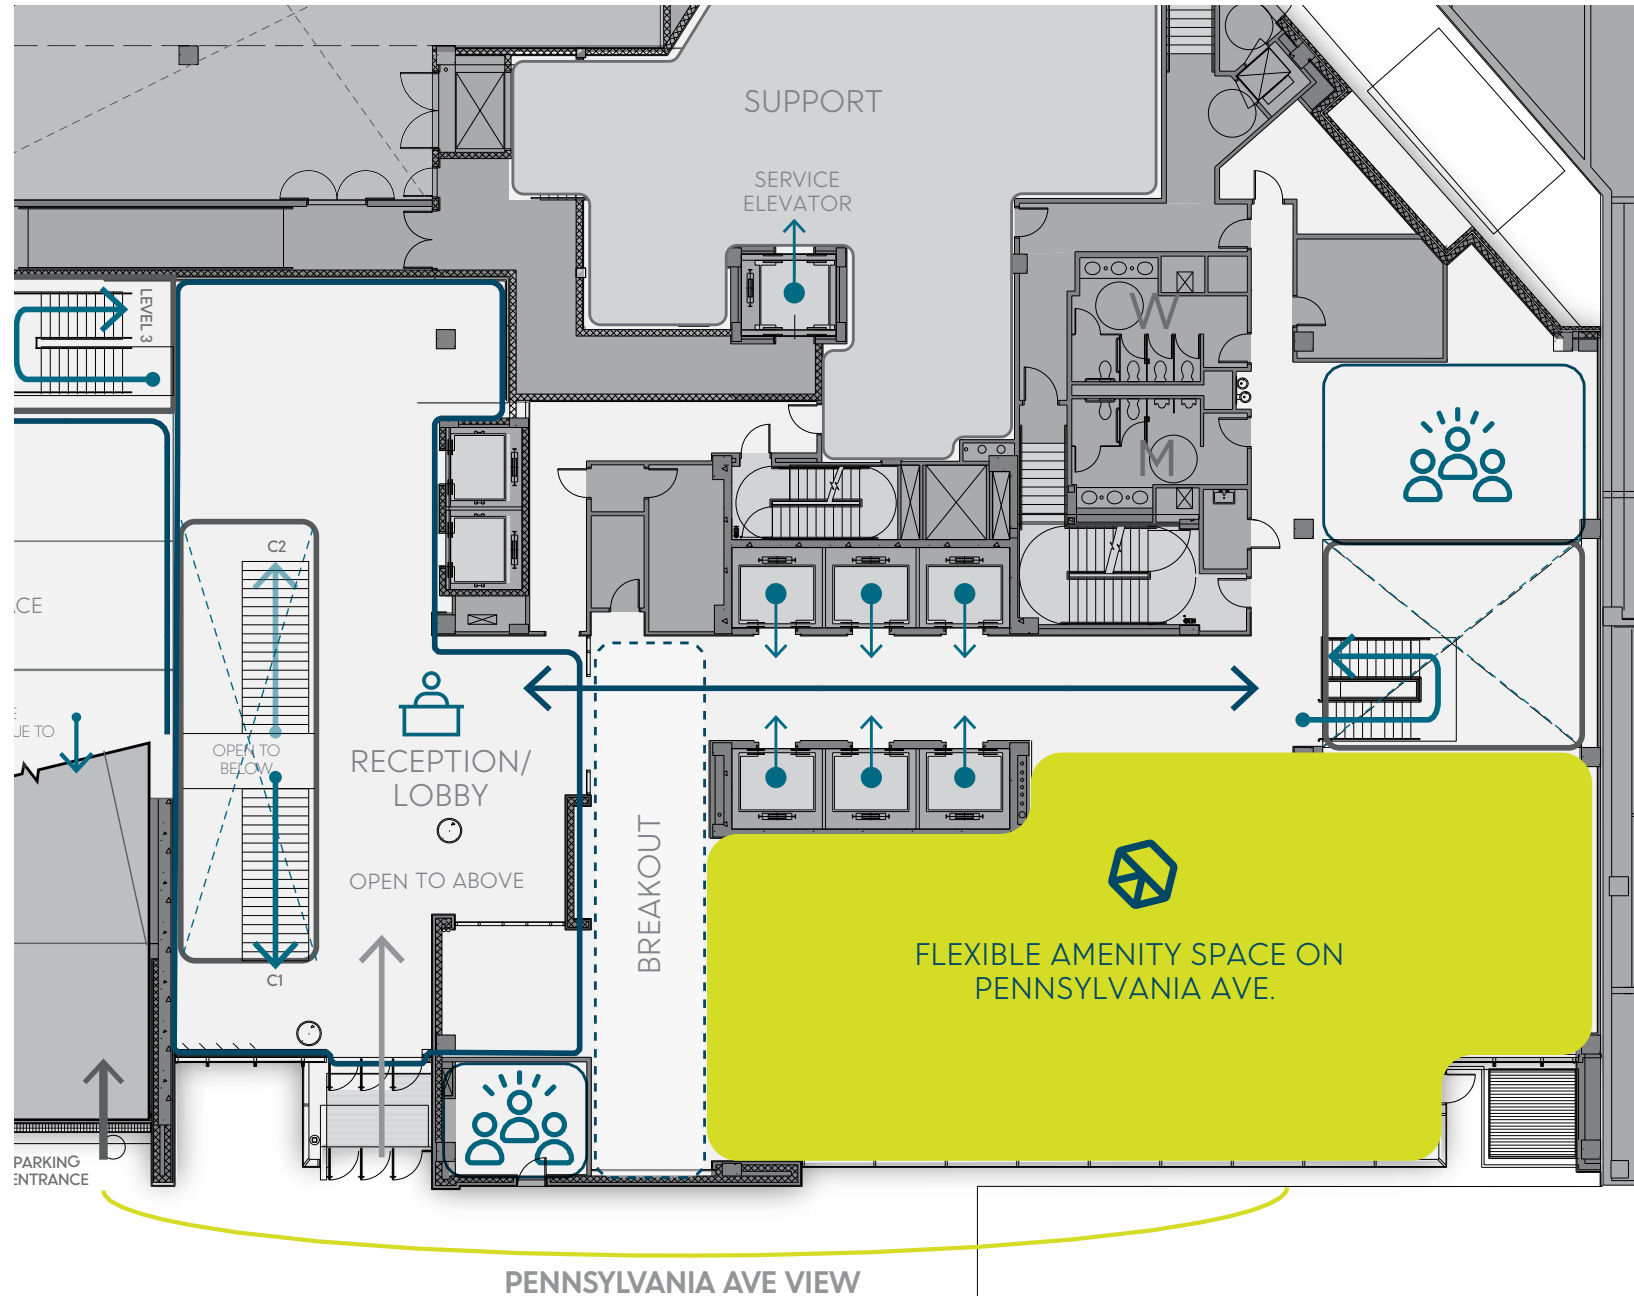 SUPPORT
SERVICE
ELEVATOR
LEVEL 3
W
M
C2
OPEN TO
BELOW
C1
RECEPTION/
LOBBY
OPEN TO ABOVE
BREAKOUT
FLEXIBLE AMENITY SPACE ON
PENNSYLVANIA AVE.
TO
PARKING
ENTRANCE
PENNSYLVANIA AVE VIEW